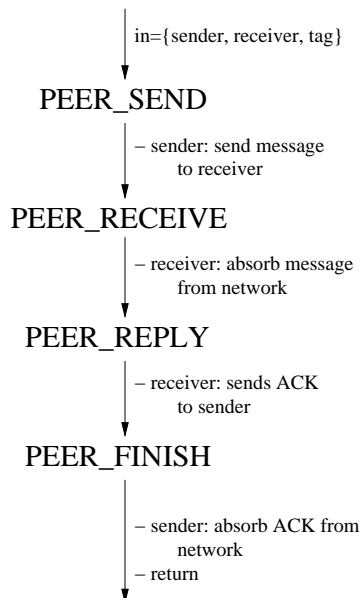 in={sender, receiver, tag}
PEER_SEND
− sender: send message
to receiver
PEER_RECEIVE
− receiver: absorb message
from network
PEER_REPLY
− receiver: sends ACK
to sender
PEER_FINISH
− sender: absorb ACK from
network
− return